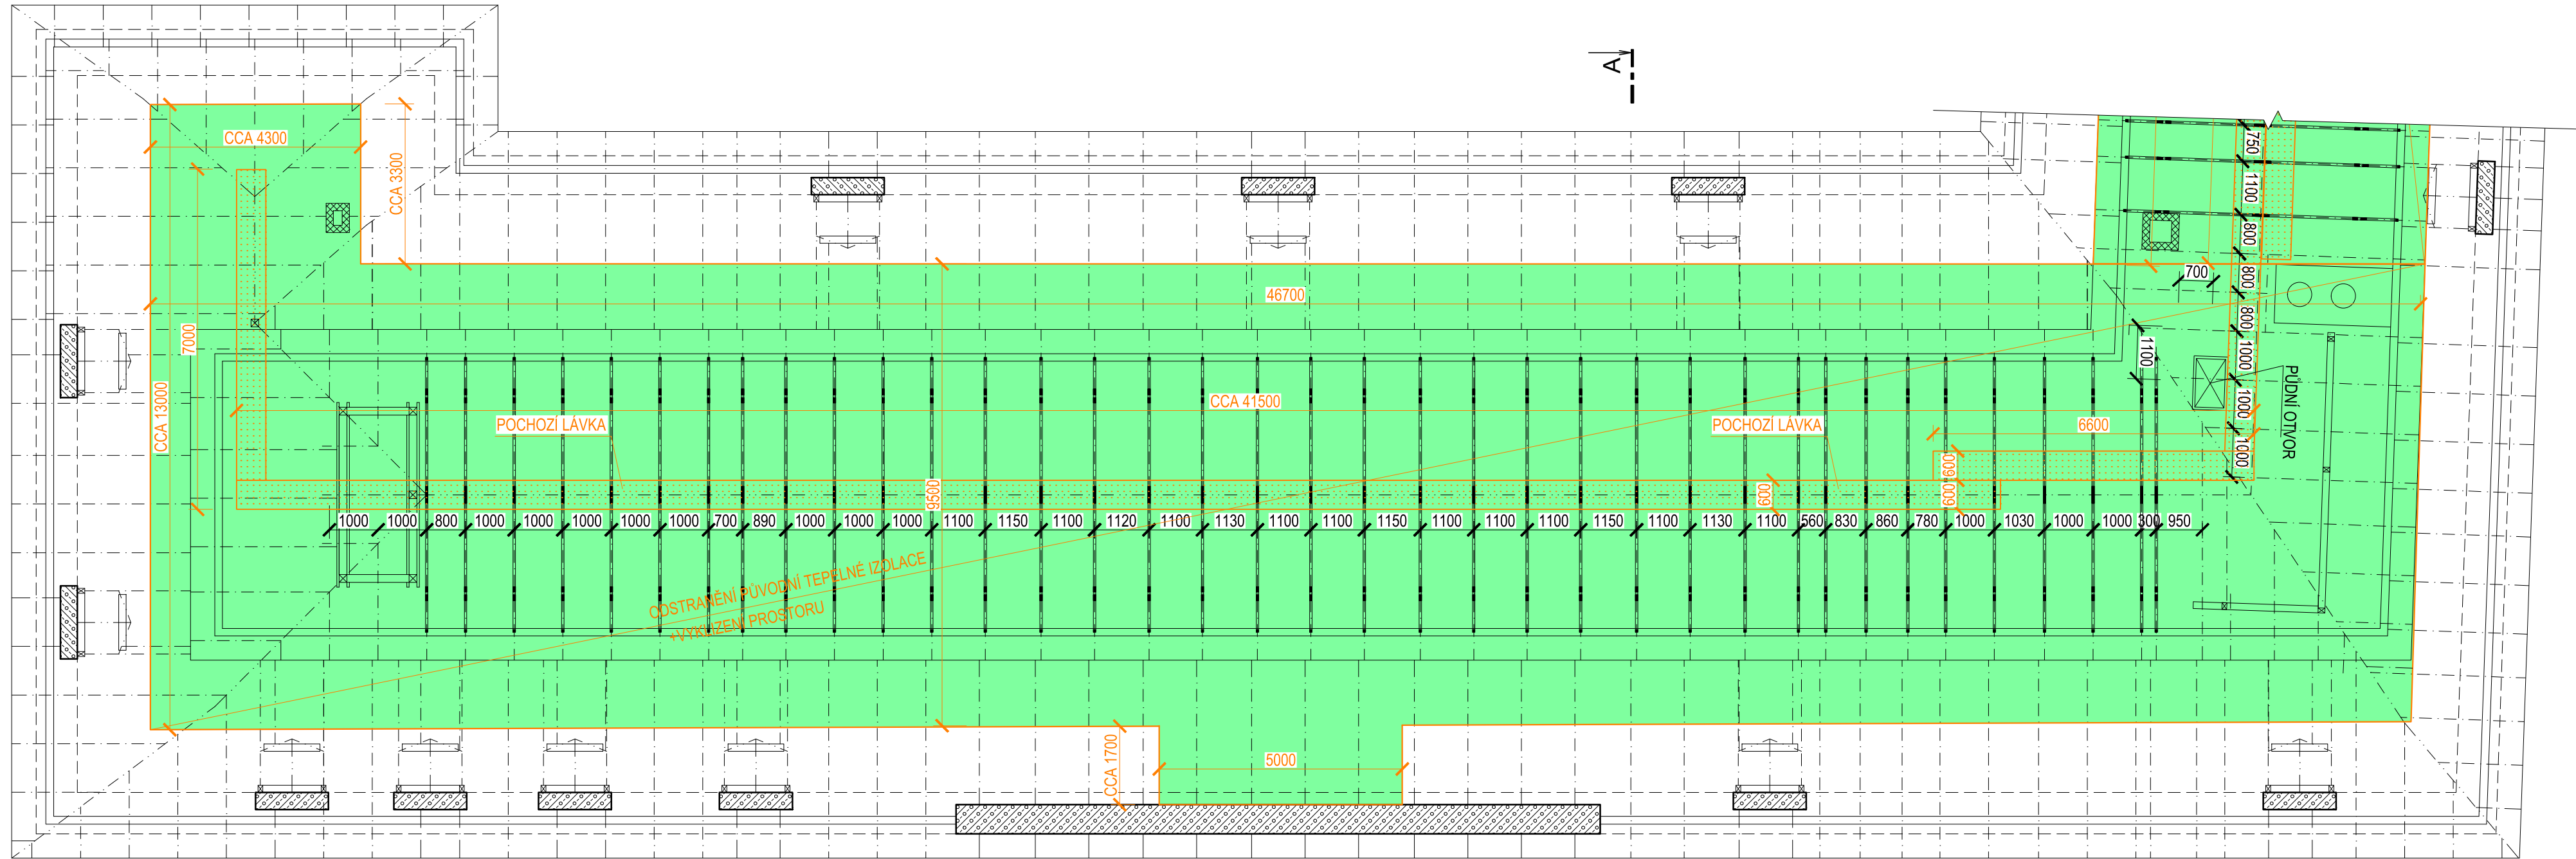 A
CCA 4300
CCA 3300
750
1100
800
700
800
800
1000
1000
1000
1100
PŮDNÍ OTVOR
46700
7000
CCA 13000
CCA 41500
POCHOZÍ LÁVKA
POCHOZÍ LÁVKA
6600
600
600
600
9500
1000 1000 800 1000 1000 1000 1000 1000 700 890 1000 1000 1000 1100 1150 1100 1120 1100 1130 1100 1100 1150 1100 1100 1100 1150 1100 1130 1100 560 830 860 780 1000 1030 1000 1000 300 950
ODSTRANĚNÍ PŮVODNÍ TEPELNÉ IZOLACE
+VYKLIZENÍ PROSTORU
CCA 1700
5000